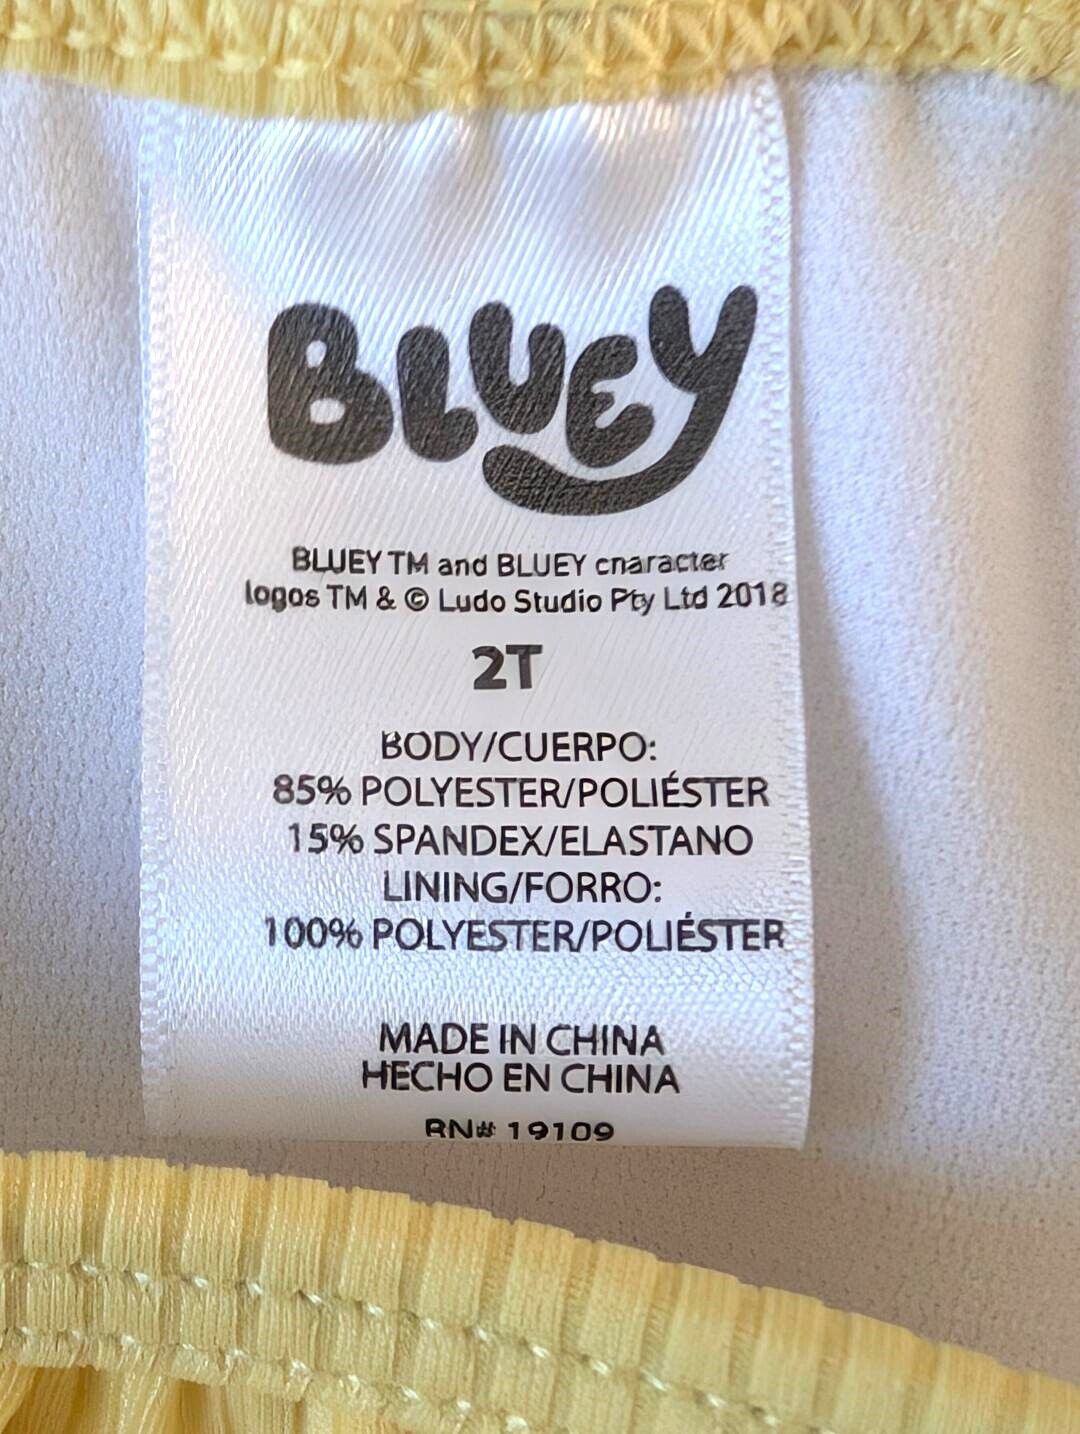 BLUEY
BLUEY TM and BLUEY character
logos TM & © Ludo Studio Pty Ltd 2018
2T
BODY/CUERPO:
85% POLYESTER/POLIÉSTER
15% SPANDEX/ELASTANO
LINING/FORRO:
100% POLYESTER/POLIÉSTER
MADE IN CHINA
HECHO EN CHINA
RN# 19109